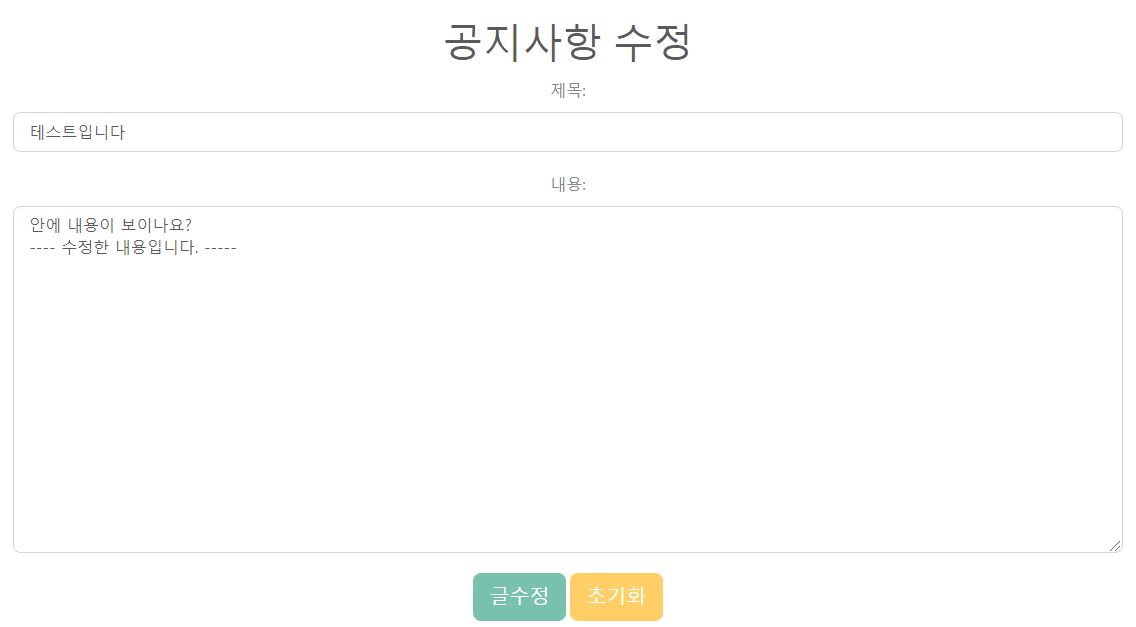 공지사항 수정
제목:
테스트입니다
내용:
안에 내용이 보이나요?
---- 수정한 내용입니다. -----
글수정 초기화